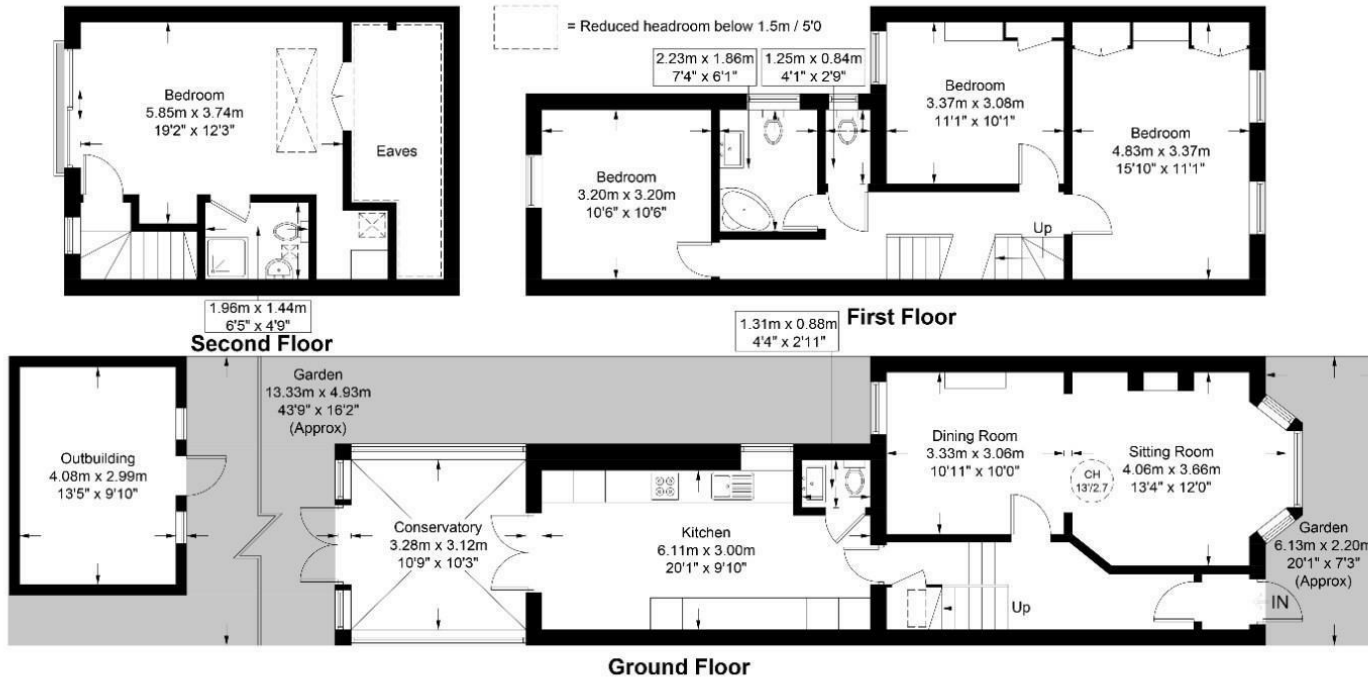 = Reduced headroom below 1.5m / 5'0
2.23m x 1.86m
7'4" x 6'1"
1.25m x 0.84m
4'1" x 2'9"
Bedroom
5.85m x 3.74m
19'2" x 12'3"
Eaves
1.96m x 1.44m
6'5" x 4'9"
Second Floor
Bedroom
3.20m x 3.20m
10'6" x 10'6"
Bedroom
3.37m x 3.08m
11'1" x 10'1"
Bedroom
4.83m x 3.37m
15'10" x 11'1"
Up
First Floor
1.31m x 0.88m
4'4" x 2'11"
Garden
13.33m x 4.93m
43'9" x 16'2"
(Approx)
Outbuilding
4.08m x 2.99m
13'5" x 9'10"
Conservatory
3.28m x 3.12m
10'9" x 10'3"
Kitchen
6.11m x 3.00m
20'1" x 9'10"
Dining Room
3.33m x 3.06m
10'11" x 10'0"
CH
13'/2.7
Sitting Room
4.06m x 3.66m
13'4" x 12'0"
Garden
6.13m x 2.20m
20'1" x 7'3"
(Approx)
Up
IN
Ground Floor